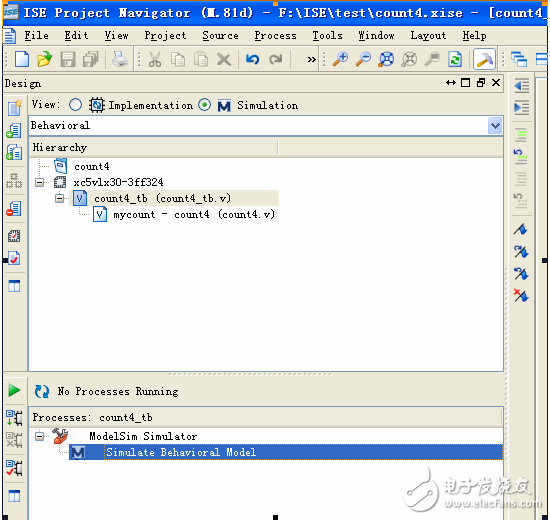 ISE Project Navigator (M.81d) - F:\ISE\test\count4.xise - [count4_
File Edit View Project Source Process Tools Window Layout Help
»
Design
View: Implementation Simulation
Behavioral
Hierarchy
count4
xc5vlx30-3ff324
count4_tb (count4_tb.v)
mycount - count4 (count4.v)
No Processes Running
Processes: count4_tb
ModelSim Simulator
Simulate Behavioral Model
电子发烧友
www.elecfans.com